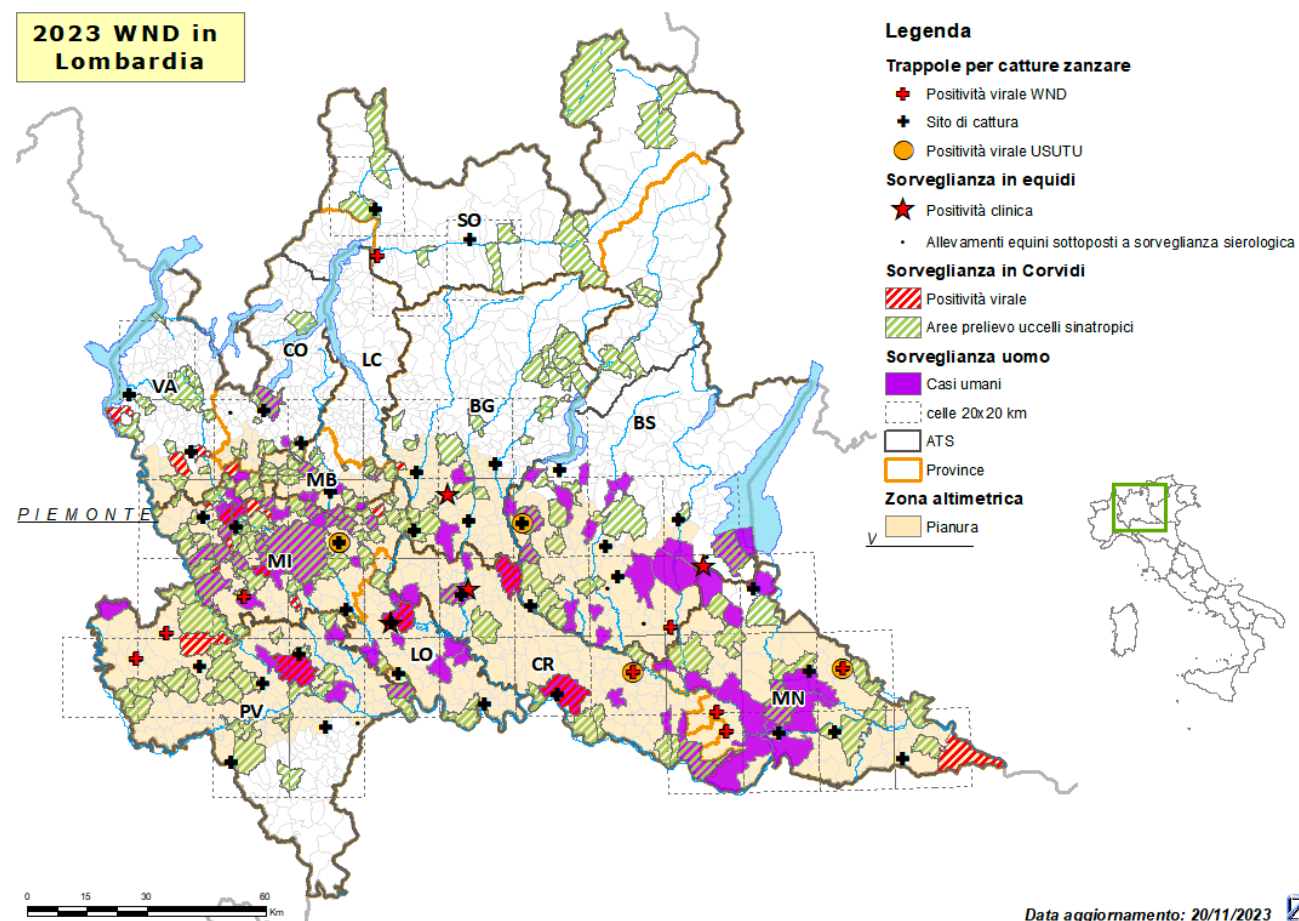 2023 WND in
Lombardia
Legenda
Trappole per catture zanzare
Positività virale WND
Sito di cattura
Positività virale USUTU
Sorveglianza in equidi
Positività clinica
Allevamenti equini sottoposti a sorveglianza sierologica
Sorveglianza in Corvidi
Positività virale
Aree prelievo uccelli sinatropici
Sorveglianza uomo
Casi umani
celle 20x20 km
ATS
Province
Zona altimetrica
Pianura
SO
CO
LC
VA
BG
BS
MB
PIEMONTE
V
MI
LO
CR
MN
PV
0 15 30 60
Km
Data aggiornamento: 20/11/2023